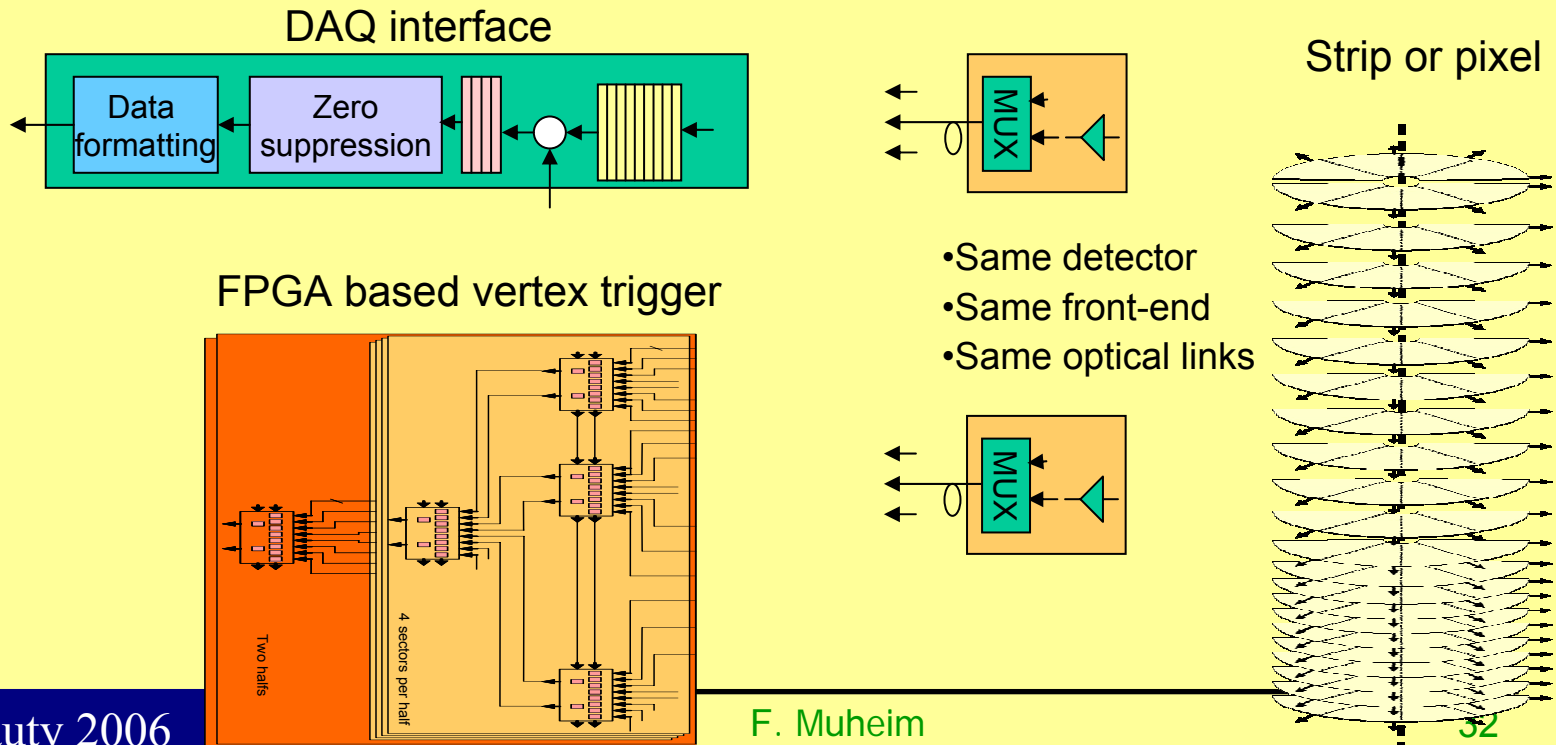 DAQ interface
Data
formatting
Zero
suppression
MUX
Strip or pixel
•Same detector
•Same front-end
•Same optical links
FPGA based vertex trigger
MUX
4 sectors per half
Two halfs
2006
F. Muheim
32